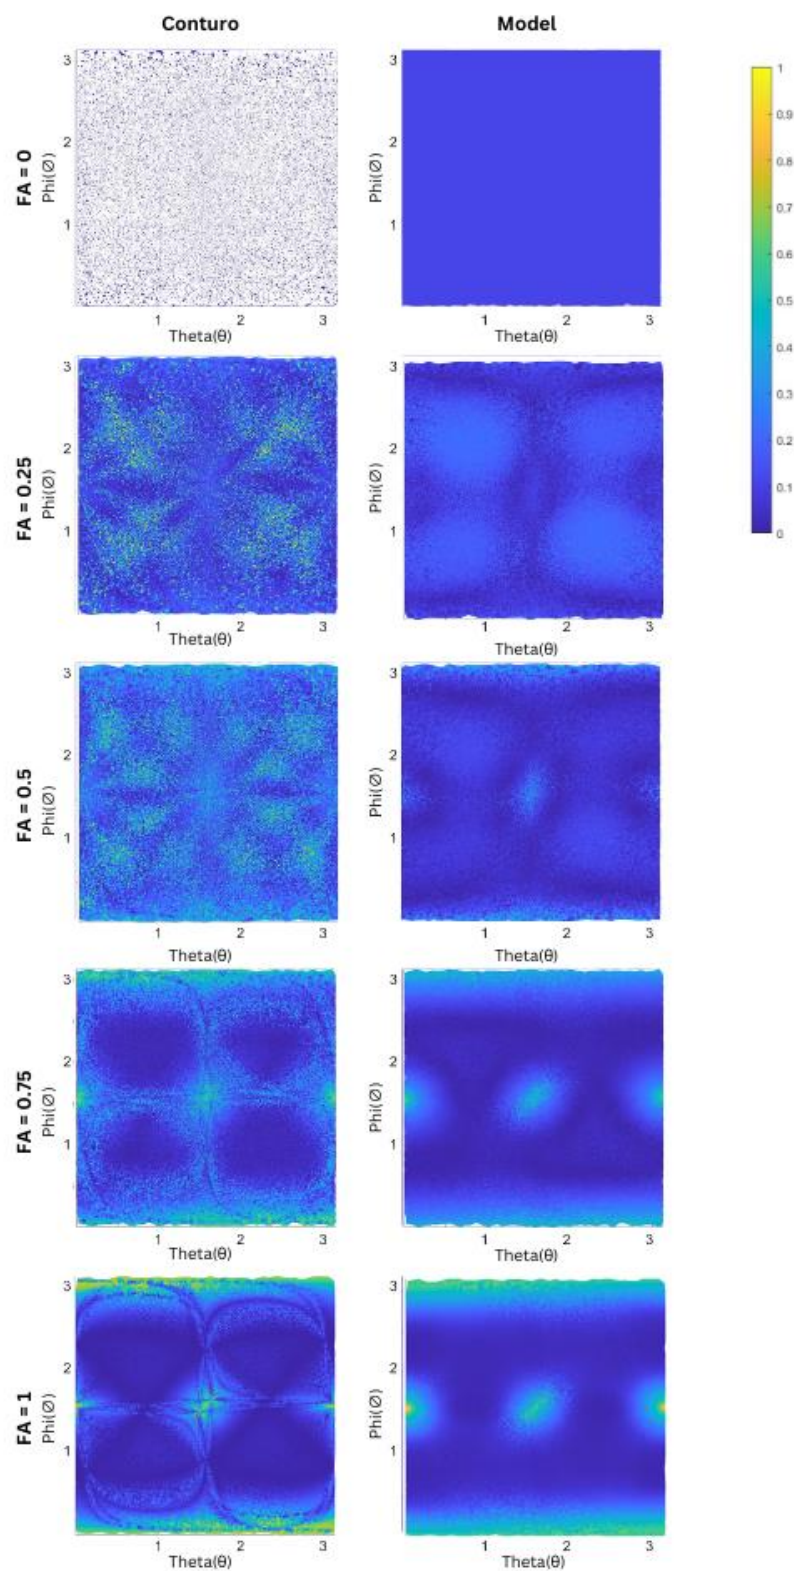 Conturo Model
FA = 0
Phi(Ø)
3
2
1
1 2 3
Theta(θ)
Phi(Ø)
3
2
1
1 2 3
Theta(θ)
1
0.9
0.8
0.7
0.6
0.5
0.4
0.3
0.2
0.1
0
FA = 0.25
Phi(Ø)
3
2
1
1 2 3
Theta(θ)
Phi(Ø)
3
2
1
1 2 3
Theta(θ)
FA = 0.5
Phi(Ø)
3
2
1
1 2 3
Theta(θ)
Phi(Ø)
3
2
1
1 2 3
Theta(θ)
FA = 0.75
Phi(Ø)
3
2
1
1 2 3
Theta(θ)
Phi(Ø)
3
2
1
1 2 3
Theta(θ)
FA = 1
Phi(Ø)
3
2
1
1 2 3
Theta(θ)
Phi(Ø)
3
2
1
1 2 3
Theta(θ)